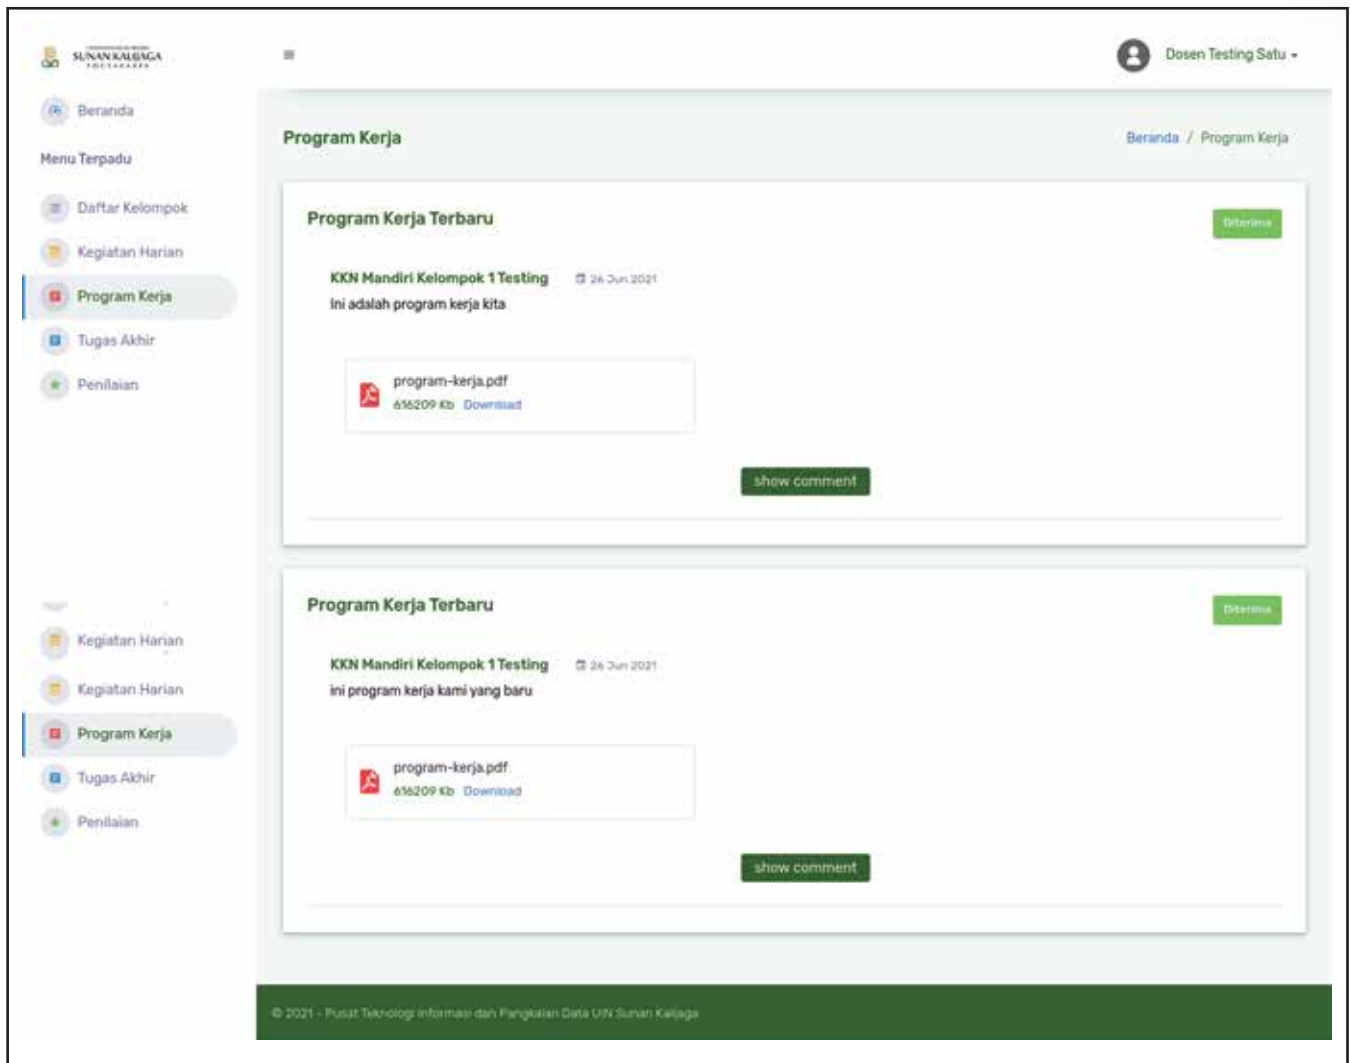 SUNAN KALIJAGA
YOGYAKARTA
Dosen Testing Satu
Beranda
Menu Terpadu
Daftar Kelompok
Kegiatan Harian
Program Kerja
Tugas Akhir
Penilaian
Program Kerja
Beranda / Program Kerja
Program Kerja Terbaru
Diterima
KKN Mandiri Kelompok 1 Testing 26 Jun 2021
Ini adalah program kerja kita
program-kerja.pdf
616209 Kb Download
show comment
Kegiatan Harian
Kegiatan Harian
Program Kerja
Tugas Akhir
Penilaian
Program Kerja Terbaru
Diterima
KKN Mandiri Kelompok 1 Testing 26 Jun 2021
ini program kerja kami yang baru
program-kerja.pdf
616209 Kb Download
show comment
© 2021 - Pusat Teknologi Informasi dan Pangkalan Data UIN Sunan Kalijaga